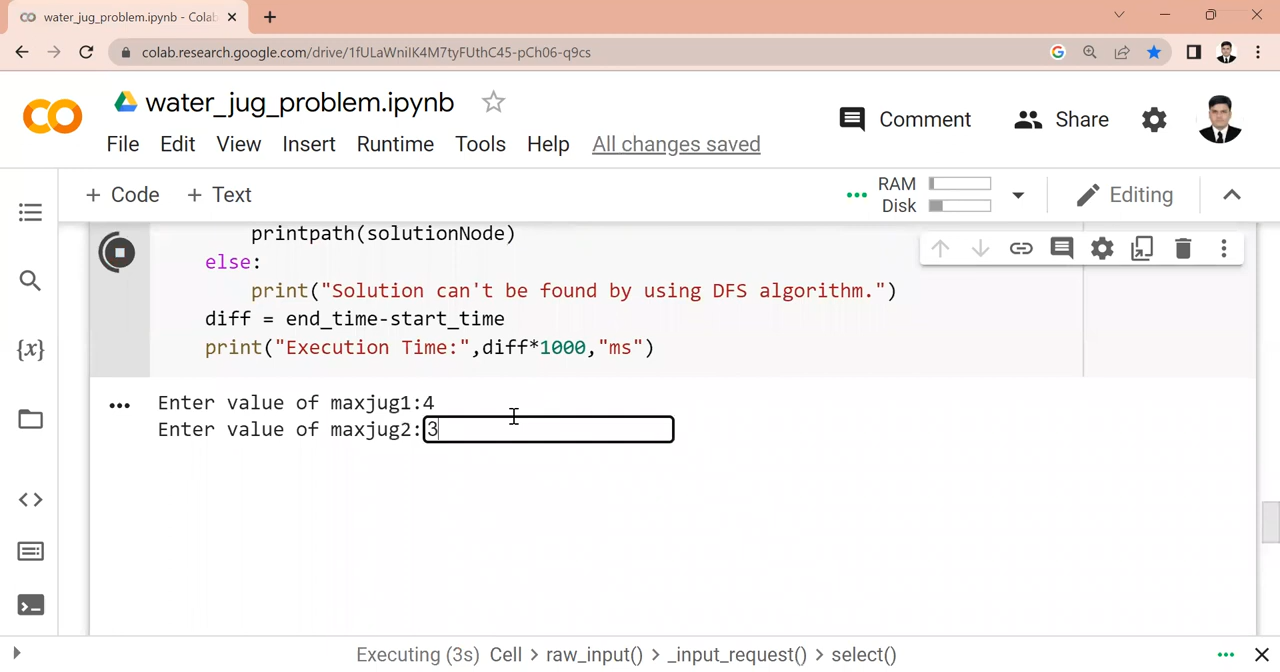 water_jug_problem.ipynb - Colab
colab.research.google.com/drive/1fULaWnilK4M7tyFUthC45-pCh06-q9cs
water_jug_problem.ipynb
Comment
Share
File Edit View Insert Runtime Tools Help All changes saved
+ Code + Text
RAM
Disk
Editing
printpath(solutionNode)
else:
print("Solution can't be found by using DFS algorithm.")
diff = end_time-start_time
print("Execution Time:",diff*1000,"ms")
Enter value of maxjug1:4
Enter value of maxjug2:3
{x}
Executing (3s) Cell > raw_input() > _input_request() > select()